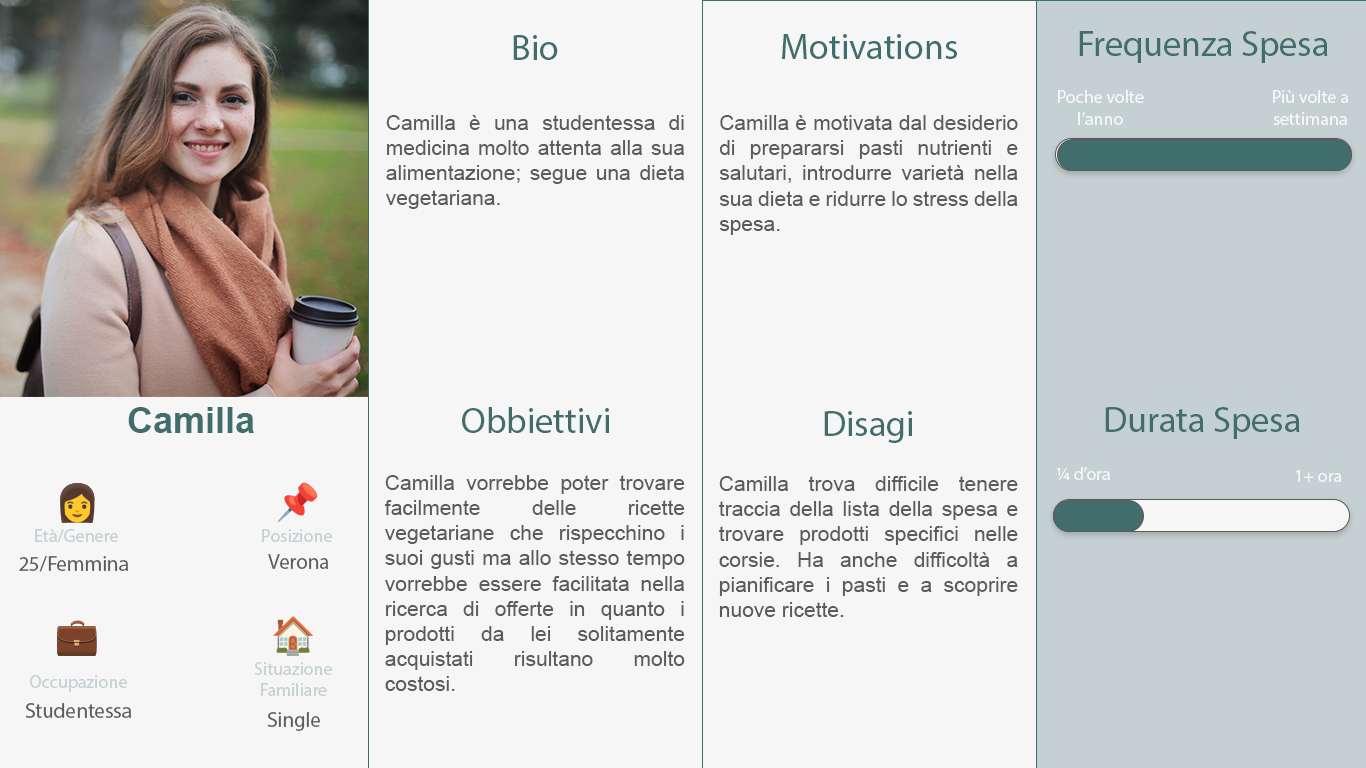 Camilla
Età/Genere
25/Femmina
Posizione
Verona
Occupazione
Studentessa
Situazione
Familiare
Single
Bio
Camilla è una studentessa di
medicina molto attenta alla sua
alimentazione; segue una dieta
vegetariana.
Obbiettivi
Camilla vorrebbe poter trovare
facilmente delle ricette
vegetariane che rispecchino i
suoi gusti ma allo stesso tempo
vorrebbe essere facilitata nella
ricerca di offerte in quanto i
prodotti da lei solitamente
acquistati risultano molto
costosi.
Motivations
Camilla è motivata dal desiderio
di prepararsi pasti nutrienti e
salutari, introdurre varietà nella
sua dieta e ridurre lo stress della
spesa.
Disagi
Camilla trova difficile tenere
traccia della lista della spesa e
trovare prodotti specifici nelle
corsie. Ha anche difficoltà a
pianificare i pasti e a scoprire
nuove ricette.
Frequenza Spesa
Poche volte
l'anno
Più volte a
settimana
Durata Spesa
¼ d'ora
1+ ora